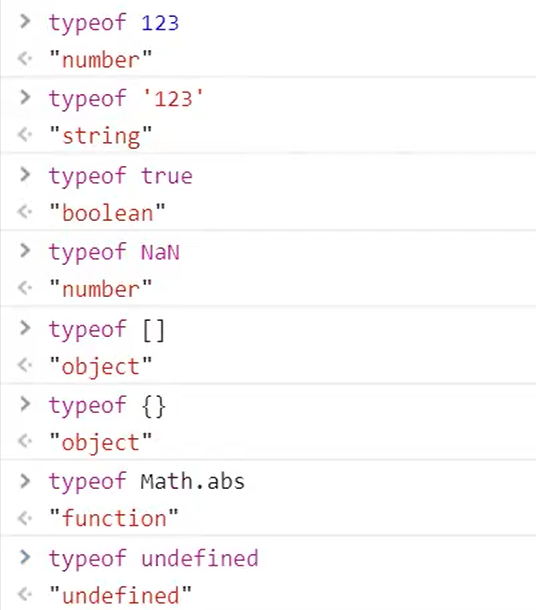 > typeof 123
<· "number"
> typeof '123'
<· "string"
> typeof true
<· "boolean"
> typeof NaN
<· "number"
> typeof []
<· "object"
> typeof {}
<· "object"
> typeof Math.abs
<· "function"
> typeof undefined
<· "undefined"